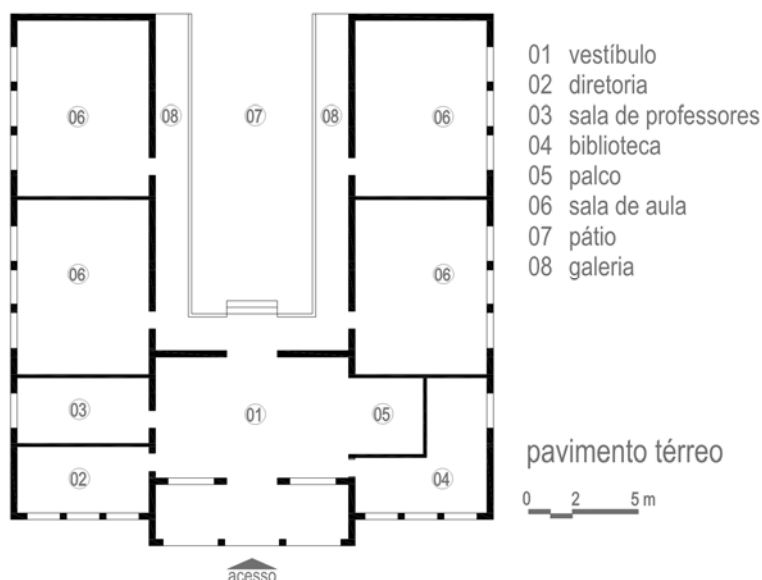 06
08
07
08
06
06
06
03
01
05
02
04
acesso
01 vestíbulo
02 diretoria
03 sala de professores
04 biblioteca
05 palco
06 sala de aula
07 pátio
08 galeria
pavimento térreo
0 2 5 m